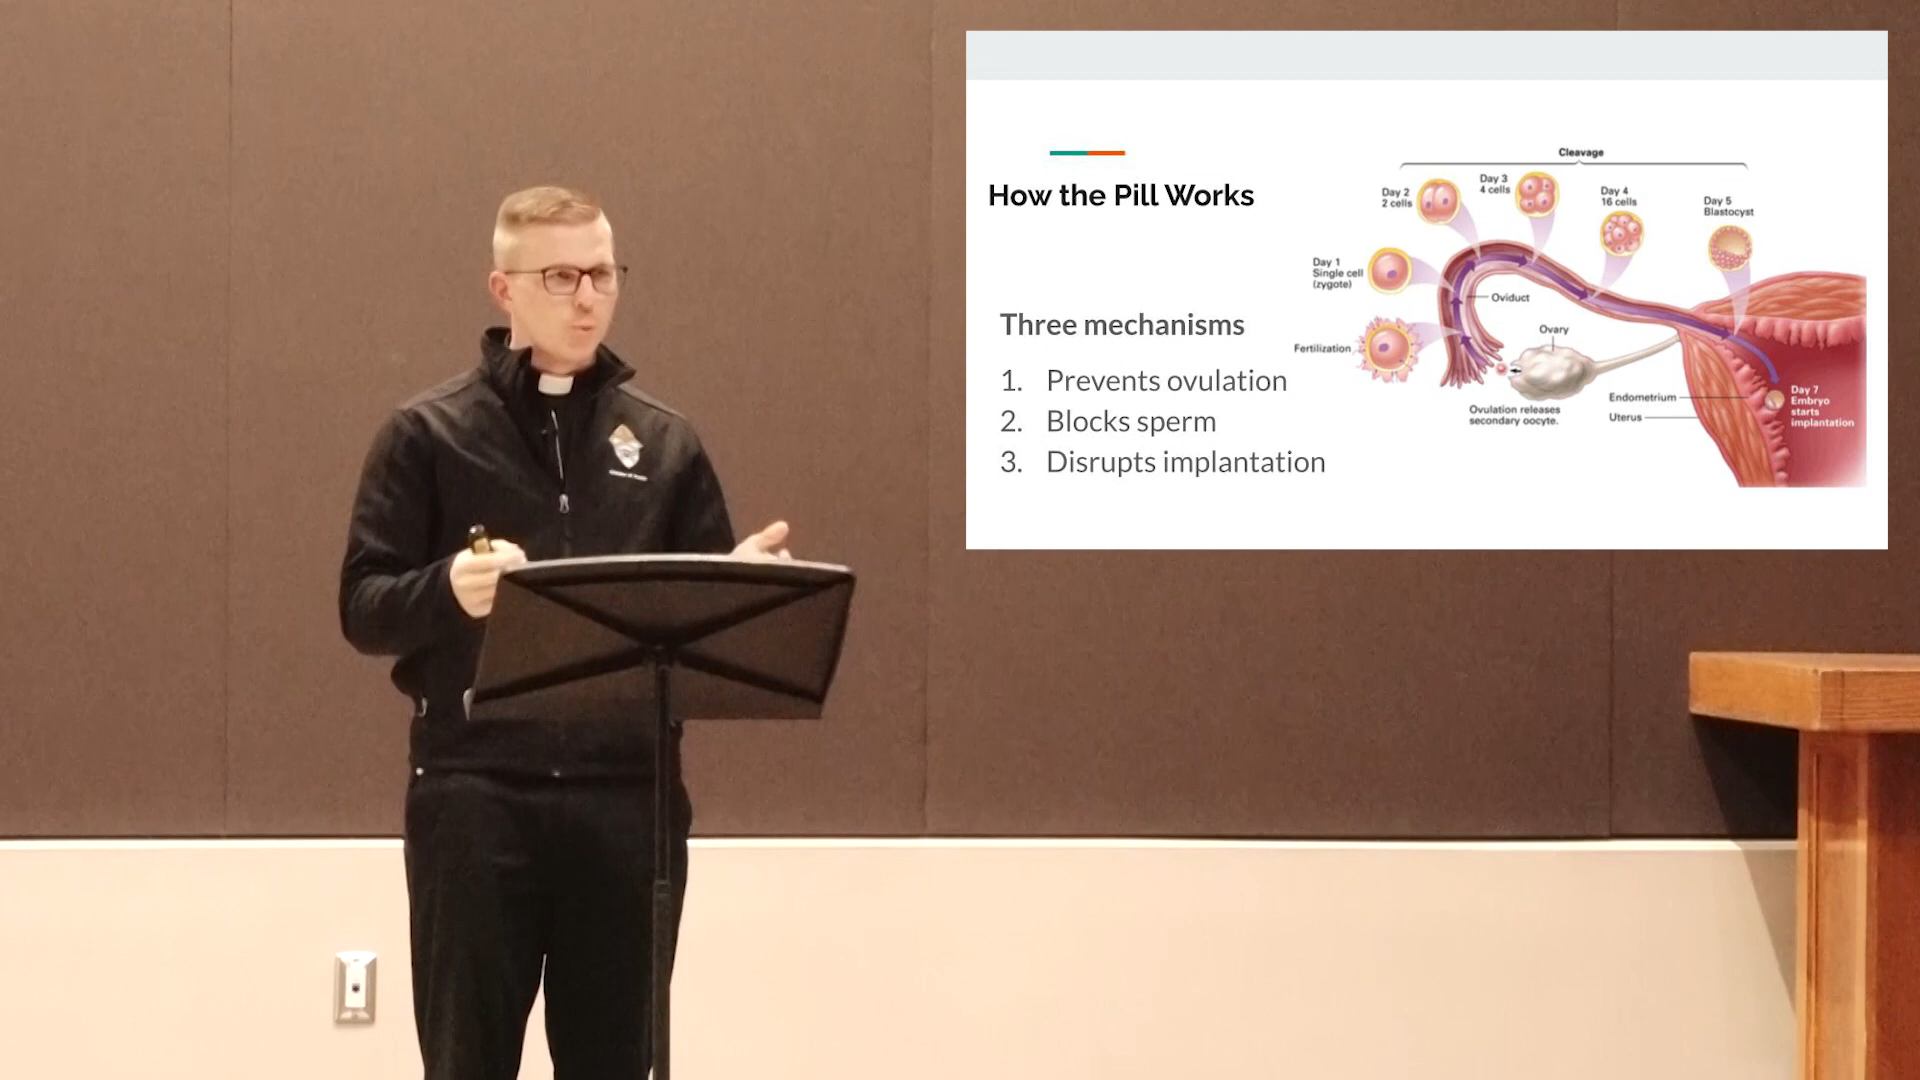 How the Pill Works
Three mechanisms
1. Prevents ovulation
2. Blocks sperm
3. Disrupts implantation
Cleavage
Day 2
2 cells
Day 3
4 cells
Day 4
16 cells
Day 5
Blastocyst
Day 1
Single cell
(zygote)
Oviduct
Ovary
Fertilization
Ovulation releases
secondary oocyte.
Endometrium
Uterus
Day 7
Embryo
starts
implantation